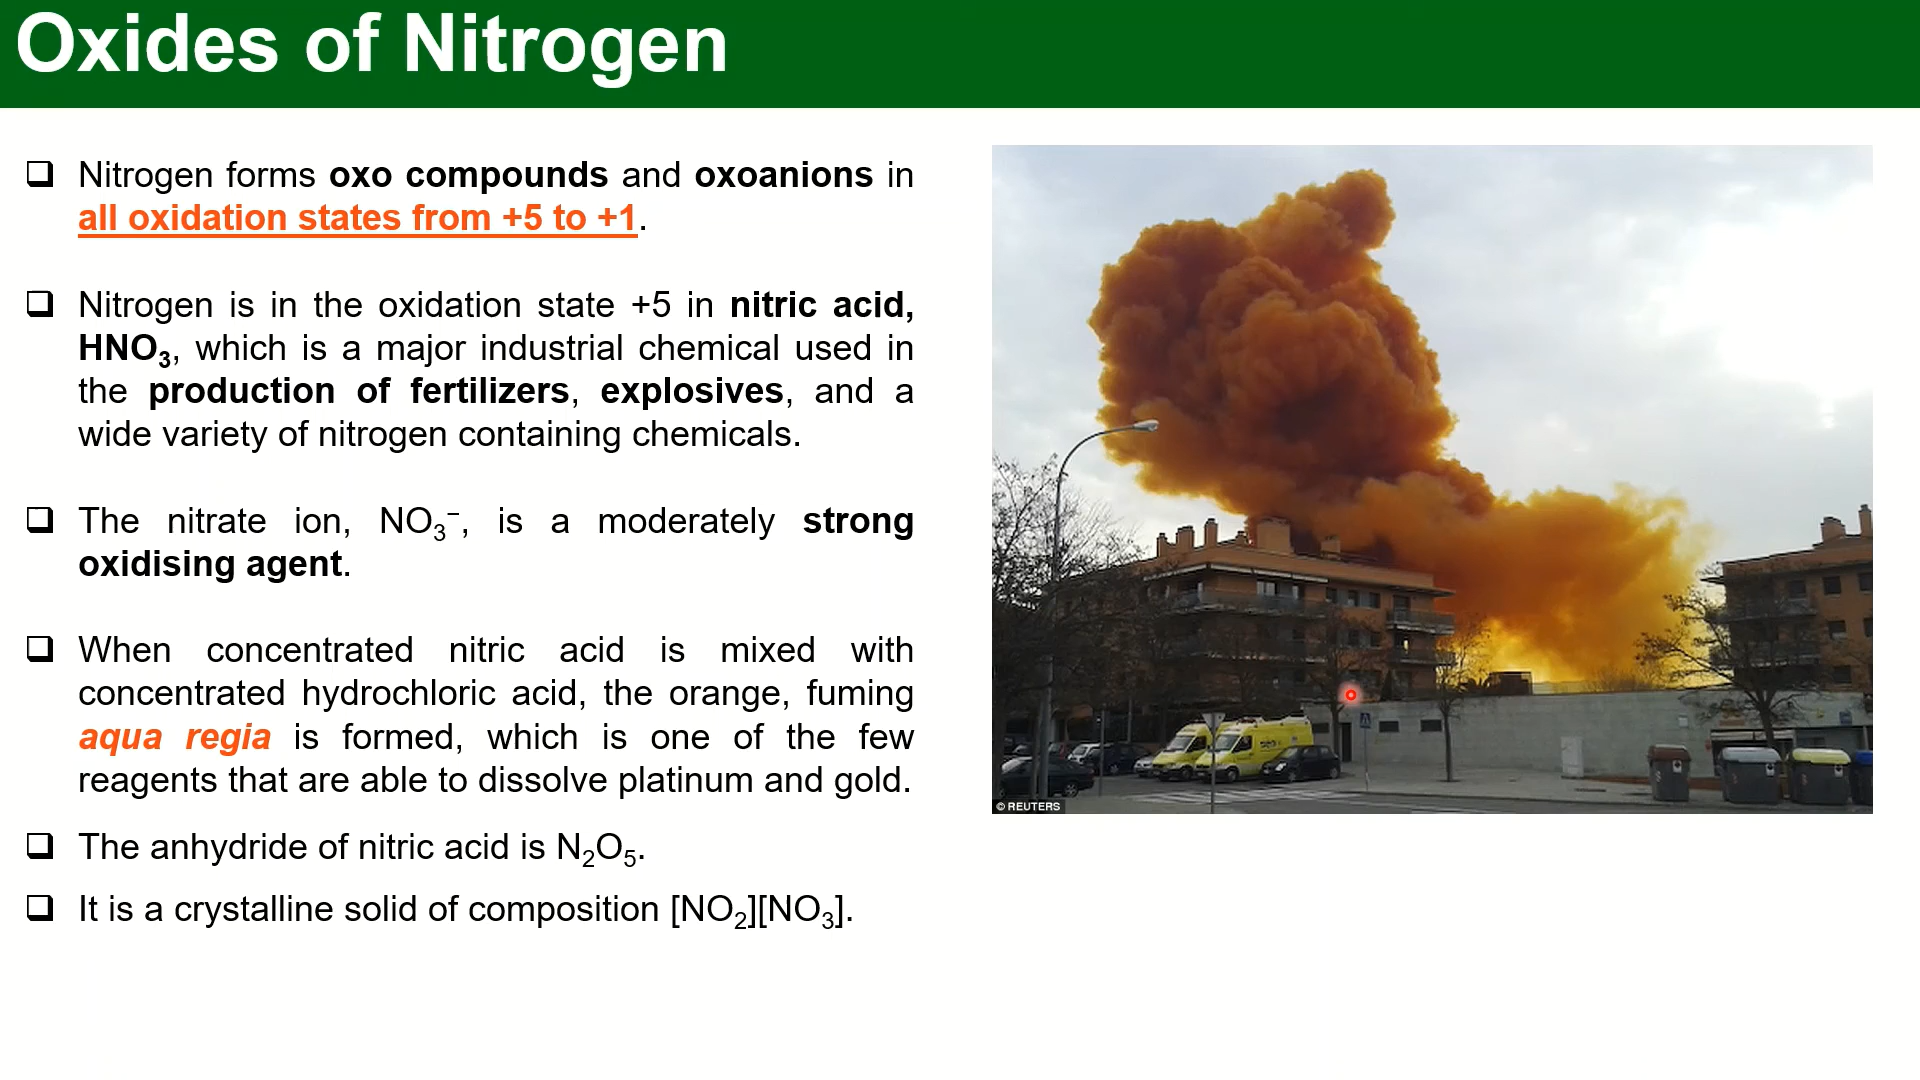 Oxides of Nitrogen
❑ Nitrogen forms oxo compounds and oxoanions in
all oxidation states from +5 to +1.
❑ Nitrogen is in the oxidation state +5 in nitric acid,
HNO₃, which is a major industrial chemical used in
the production of fertilizers, explosives, and a
wide variety of nitrogen containing chemicals.
❑ The nitrate ion, NO₃⁻, is a moderately strong
oxidising agent.
❑ When concentrated nitric acid is mixed with
concentrated hydrochloric acid, the orange, fuming
aqua regia is formed, which is one of the few
reagents that are able to dissolve platinum and gold.
❑ The anhydride of nitric acid is N₂O₅.
❑ It is a crystalline solid of composition [NO₂][NO₃].
© REUTERS